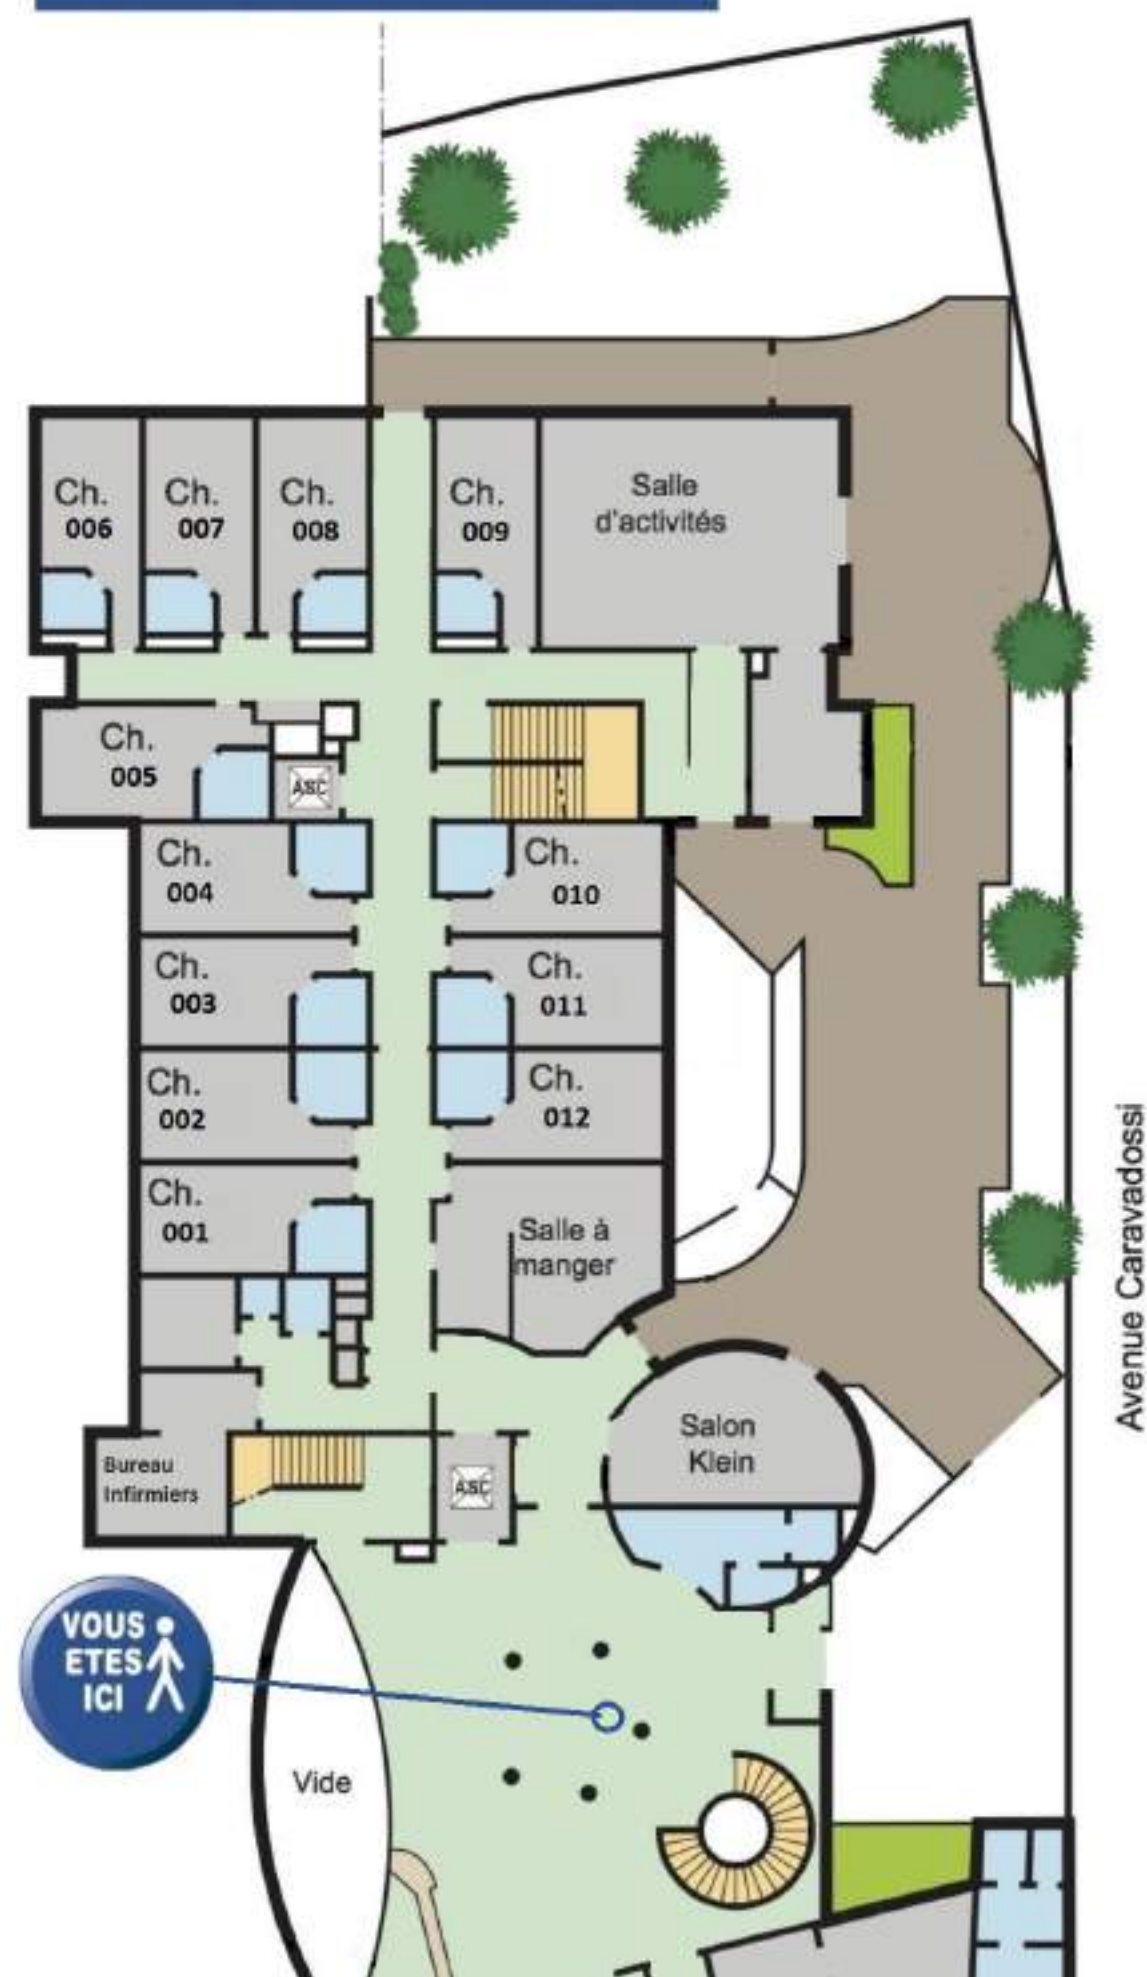 Ch.
006
Ch.
007
Ch.
008
Ch.
009
Salle
d'activités
Ch.
005
ASC
Ch.
004
Ch.
010
Ch.
003
Ch.
011
Ch.
002
Ch.
012
Ch.
001
Salle à
manger
Avenue Caravadossi
Salon
Klein
Bureau
Infirmiers
ASC
VOUS
ETES
ICI
Vide